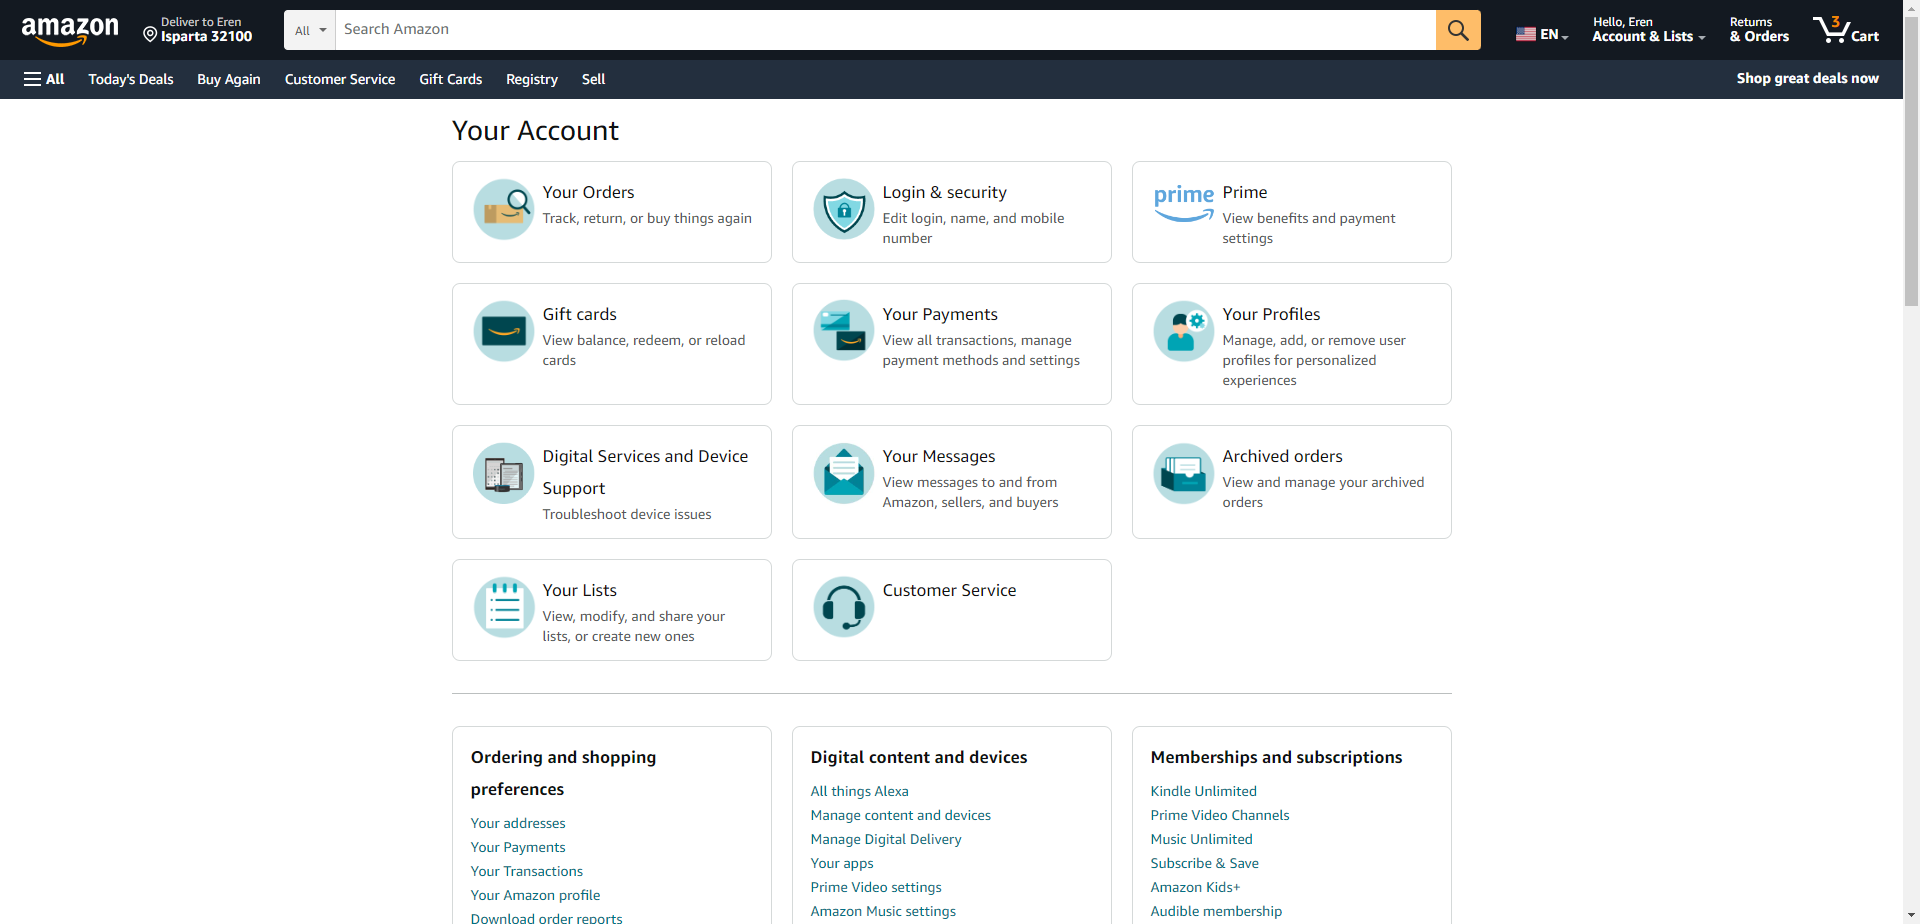 amazon
Deliver to Eren
Isparta 32100
All
Search Amazon
EN
Hello, Eren
Account & Lists
Returns
& Orders
3
Cart
All
Today's Deals
Buy Again
Customer Service
Gift Cards
Registry
Sell
Shop great deals now
Your Account
Your Orders
Track, return, or buy things again
Login & security
Edit login, name, and mobile
number
prime
Prime
View benefits and payment
settings
Gift cards
View balance, redeem, or reload
cards
Your Payments
View all transactions, manage
payment methods and settings
Your Profiles
Manage, add, or remove user
profiles for personalized
experiences
Digital Services and Device
Support
Troubleshoot device issues
Your Messages
View messages to and from
Amazon, sellers, and buyers
Archived orders
View and manage your archived
orders
Your Lists
View, modify, and share your
lists, or create new ones
Customer Service
Ordering and shopping
preferences
Your addresses
Your Payments
Your Transactions
Your Amazon profile
Download order reports
Digital content and devices
All things Alexa
Manage content and devices
Manage Digital Delivery
Your apps
Prime Video settings
Amazon Music settings
Memberships and subscriptions
Kindle Unlimited
Prime Video Channels
Music Unlimited
Subscribe & Save
Amazon Kids+
Audible membership